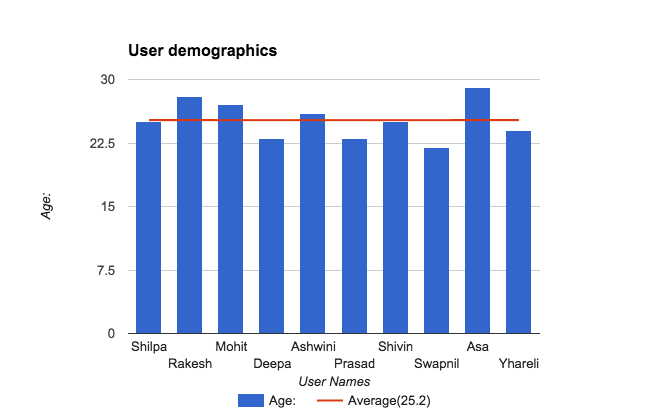 User demographics
30
22.5
15
7.5
0
Age:
Shilpa Mohit Ashwini Shivin Asa
Rakesh Deepa Prasad Swapnil Yhareli
User Names
Age: Average(25.2)